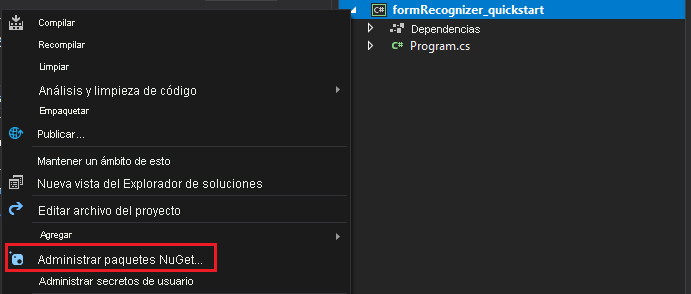 Compilar
Recompilar
Limpiar
Análisis y limpieza de código
Empaquetar
Publicar...
Mantener un ámbito de esto
Nueva vista del Explorador de soluciones
Editar archivo del proyecto
Agregar
Administrar paquetes NuGet...
Administrar secretos de usuario
C# formRecognizer_quickstart
Dependencias
C# Program.cs